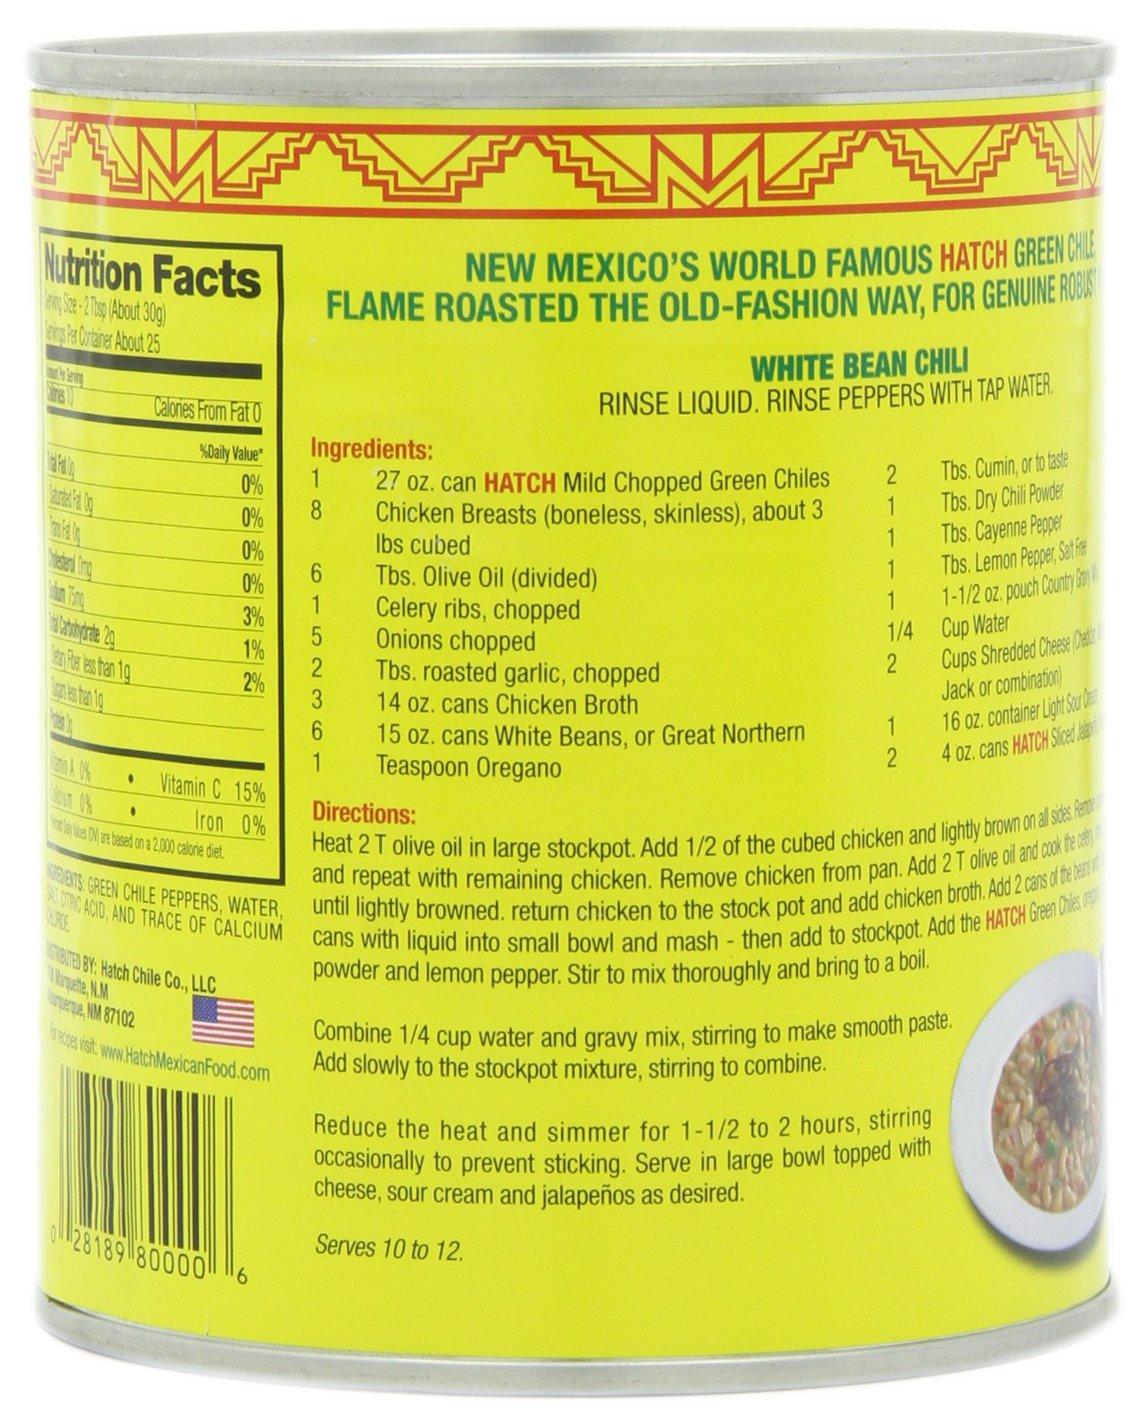 Nutrition Facts
Serving Size - 2 Tbsp (About 30g)
Servings Per Container About 25
Amount Per Serving
Calories 10 Calories From Fat 0
%Daily Value*
Total Fat 0g 0%
Saturated Fat 0g 0%
Trans Fat 0g 0%
Cholesterol 0mg 0%
Sodium 75mg 3%
Total Carbohydrate 2g 1%
Dietary Fiber less than 1g 2%
Sugars less than 1g
Protein 0g
Vitamin A 0% • Vitamin C 15%
Calcium 0% • Iron 0%
*Percent Daily Values (DV) are based on a 2,000 calorie diet.
INGREDIENTS: GREEN CHILE PEPPERS, WATER,
SALT, CITRIC ACID, AND TRACE OF CALCIUM
CHLORIDE
DISTRIBUTED BY: Hatch Chile Co., LLC
Marquette, N.M
Albuquerque, NM 87102
For recipes visit: www.HatchMexicanFood.com
0 28189 80000 6
NEW MEXICO'S WORLD FAMOUS HATCH GREEN CHILE,
FLAME ROASTED THE OLD-FASHION WAY, FOR GENUINE ROBUST
WHITE BEAN CHILI
RINSE LIQUID. RINSE PEPPERS WITH TAP WATER.
Ingredients:
1 27 oz. can HATCH Mild Chopped Green Chiles
8 Chicken Breasts (boneless, skinless), about 3
lbs cubed
6 Tbs. Olive Oil (divided)
1 Celery ribs, chopped
5 Onions chopped
2 Tbs. roasted garlic, chopped
3 14 oz. cans Chicken Broth
6 15 oz. cans White Beans, or Great Northern
1 Teaspoon Oregano
2 Tbs. Cumin, or to taste
1 Tbs. Dry Chili Powder
1 Tbs. Cayenne Pepper
1 Tbs. Lemon Pepper, Salt Free
1 1-1/2 oz. pouch Country Gravy
1/4 Cup Water
2 Cups Shredded Cheese (Cheddar,
Jack or combination)
1 16 oz. container Light Sour Cream
2 4 oz. cans HATCH Sliced
Directions:
Heat 2 T olive oil in large stockpot. Add 1/2 of the cubed chicken and lightly brown on all sides. Remove
and repeat with remaining chicken. Remove chicken from pan. Add 2 T olive oil and cook the celery,
until lightly browned. return chicken to the stock pot and add chicken broth. Add 2 cans of the beans
cans with liquid into small bowl and mash - then add to stockpot. Add the HATCH Green Chiles,
powder and lemon pepper. Stir to mix thoroughly and bring to a boil.
Combine 1/4 cup water and gravy mix, stirring to make smooth paste.
Add slowly to the stockpot mixture, stirring to combine.
Reduce the heat and simmer for 1-1/2 to 2 hours, stirring
occasionally to prevent sticking. Serve in large bowl topped with
cheese, sour cream and jalapeños as desired.
Serves 10 to 12.